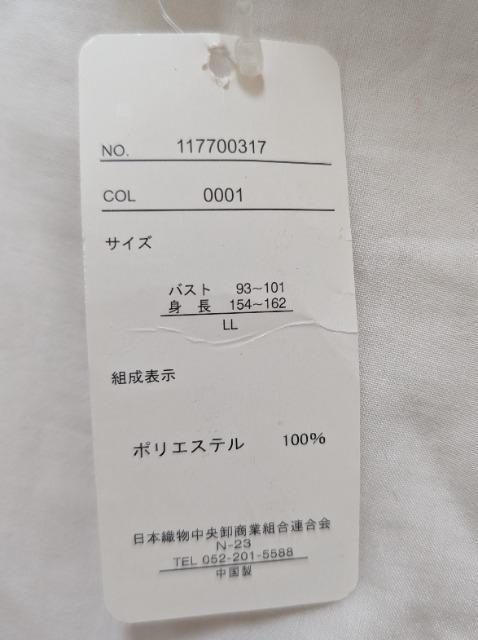 NO. 117700317
COL 0001
サイズ
バスト 93~101
身長 154~162
LL
組成表示
ポリエステル 100%
日本織物中央卸商業組合連合会
N-23
TEL 052-201-5588
中国製